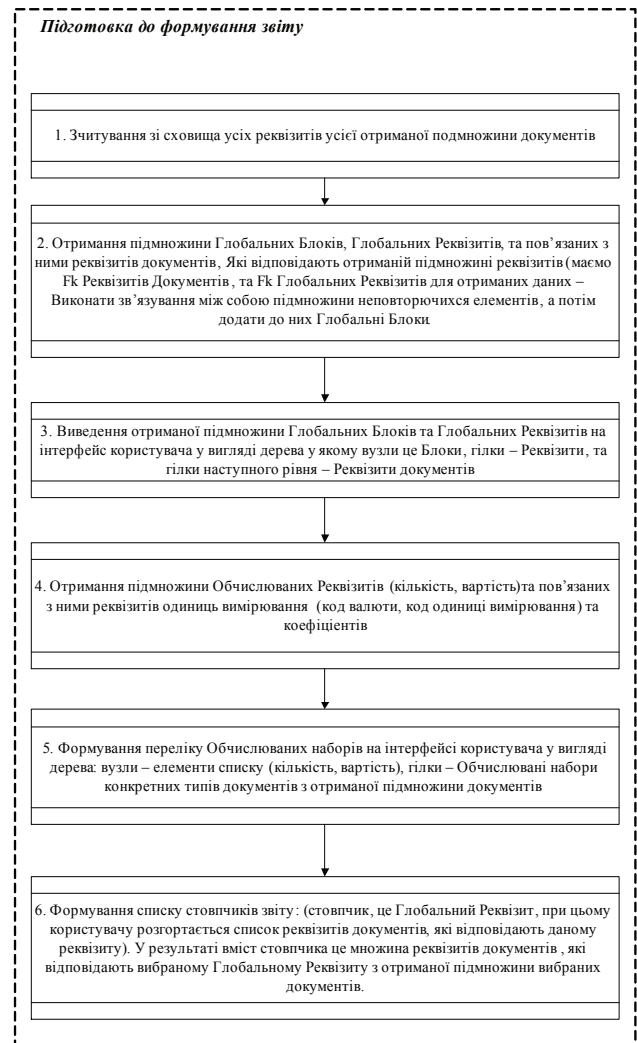 Підготовка до формування звіту
1. Зчитування зі сховища усіх реквізитів усієї отриманої подмножини документів
2. Отримання підмножини Глобальних Блоків, Глобальних Реквізитів, та пов’язаних з
ними реквізитів документів, Які відповідають отриманій підмножині реквізитів (маємо
Fk Реквізитів Документів, та Fk Глобальних Реквізитів для отриманих даних –
Виконати зв’язування між собою підмножини неповторючихся елементів, а потім
додати до них Глобальні Блоки.
3. Виведення отриманої підмножини Глобальних Блоків та Глобальних Реквізитів на
інтерфейс користувача у вигляді дерева у якому вузли це Блоки, гілки – Реквізити, та
гілки наступного рівня – Реквізити документів
4. Отримання підмножини Обчислюваних Реквізитів (кількість, вартість)та пов’язаних
з ними реквізитів одиниць вимірювання (код валюти, код одиниці вимірювання) та
коефіціентів
5. Формування переліку Обчислюваних наборів на інтерфейсі користувача у вигляді
дерева: вузли – елементи списку (кількість, вартість), гілки – Обчислювані набори
конкретних типів документів з отриманої підмножини документів
6. Формування списку стовпчиків звіту: (стовпчик, це Глобальний Реквізит, при цьому
користувачу розгортається список реквізитів документів, які відповідають даному
реквізиту). У результаті вміст стовпчика це множина реквізитів документів, які
відповідають вибраному Глобальному Реквізиту з отриманої підмножини вибраних
документів.